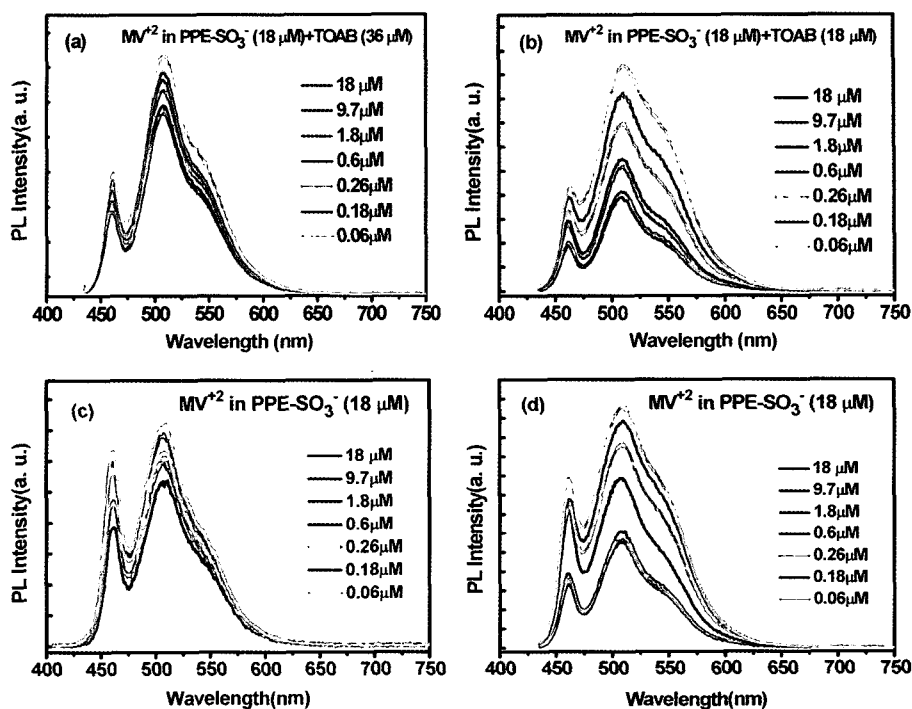 (a) MV+2 in PPE-SO3- (18 μM)+TOAB (36 μM)
18 μM
9.7μM
1.8μM
0.6μM
0.26μM
0.18μM
0.06μM
PL Intensity(a. u.)
400 450 500 550 600 650 700 750
Wavelength (nm)
(b) MV+2 in PPE-SO3- (18 μM)+TOAB (18 μM)
18 μM
9.7μM
1.8μM
0.6μM
0.26μM
0.18μM
0.06μM
PL Intensity(a. u.)
400 450 500 550 600 650 700 750
Wavelength (nm)
(c) MV+2 in PPE-SO3- (18 μM)
18 μM
9.7μM
1.8μM
0.6μM
0.26μM
0.18μM
0.06μM
PL Intensity(a. u.)
400 450 500 550 600 650 700 750
Wavelength(nm)
(d) MV+2 in PPE-SO3- (18 μM)
18 μM
9.7μM
1.8μM
0.6μM
0.26μM
0.18μM
0.06μM
PL Intensity(a. u.)
400 450 500 550 600 650 700 750
Wavelength(nm)